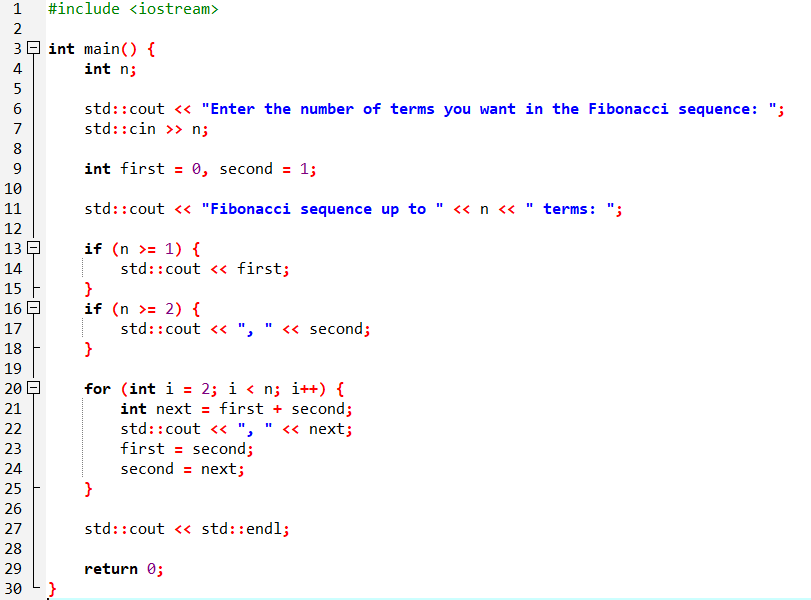 1 #include <iostream>
2
3 int main() {
4     int n;
5
6     std::cout << "Enter the number of terms you want in the Fibonacci sequence: ";
7     std::cin >> n;
8
9     int first = 0, second = 1;
10
11     std::cout << "Fibonacci sequence up to " << n << " terms: ";
12
13     if (n >= 1) {
14         std::cout << first;
15     }
16     if (n >= 2) {
17         std::cout << ", " << second;
18     }
19
20     for (int i = 2; i < n; i++) {
21         int next = first + second;
22         std::cout << ", " << next;
23         first = second;
24         second = next;
25     }
26
27     std::cout << std::endl;
28
29     return 0;
30 }